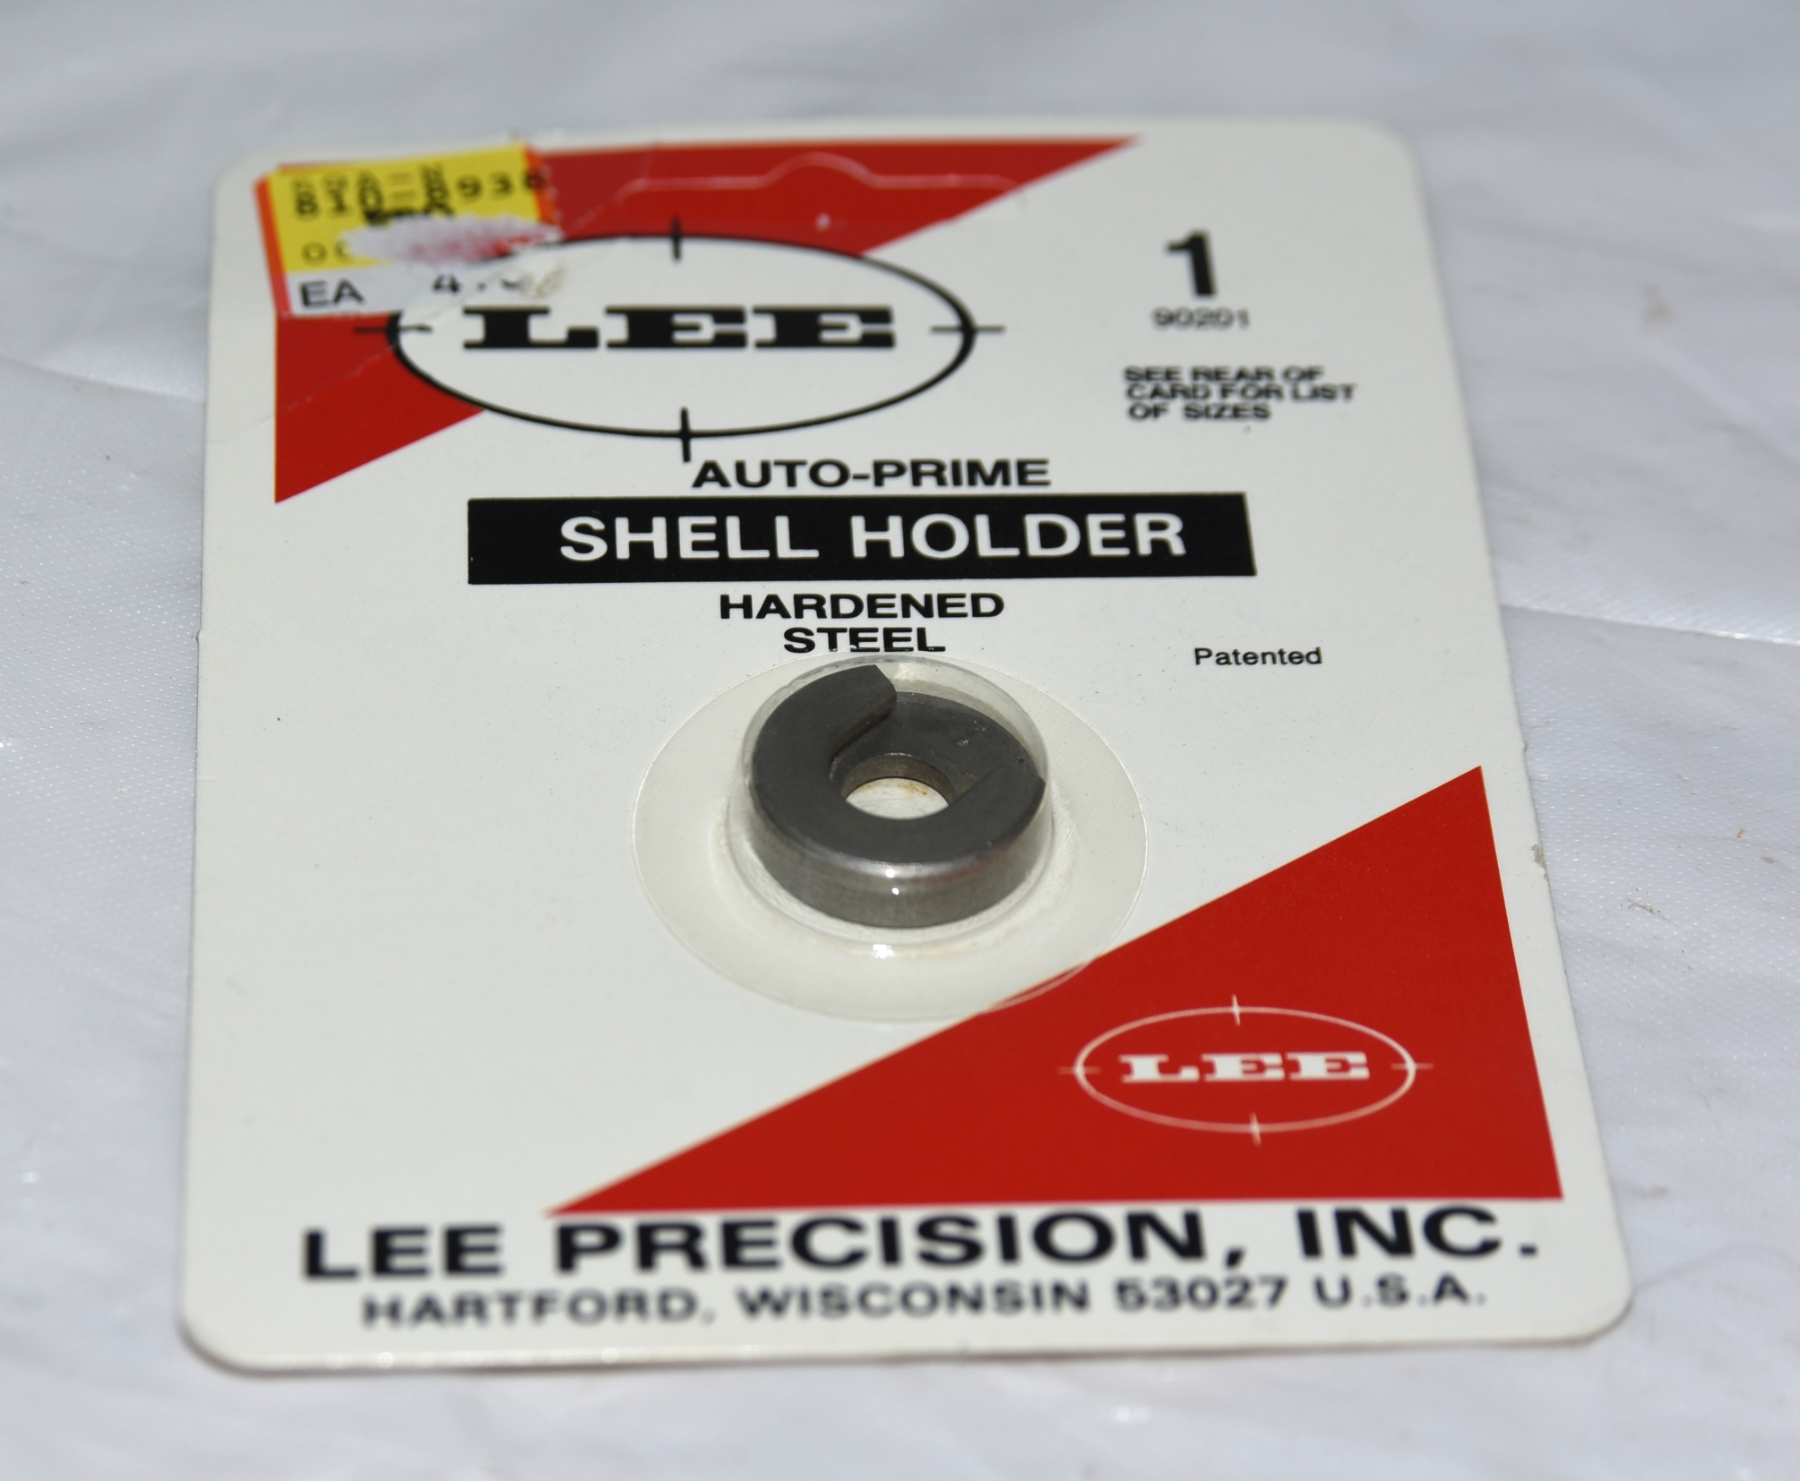 EA
LEE
1
90201
SEE REAR OF
CARD FOR LIST
OF SIZES
AUTO-PRIME
SHELL HOLDER
HARDENED
STEEL
Patented
LEE
LEE PRECISION, INC.
HARTFORD, WISCONSIN 53027 U.S.A.